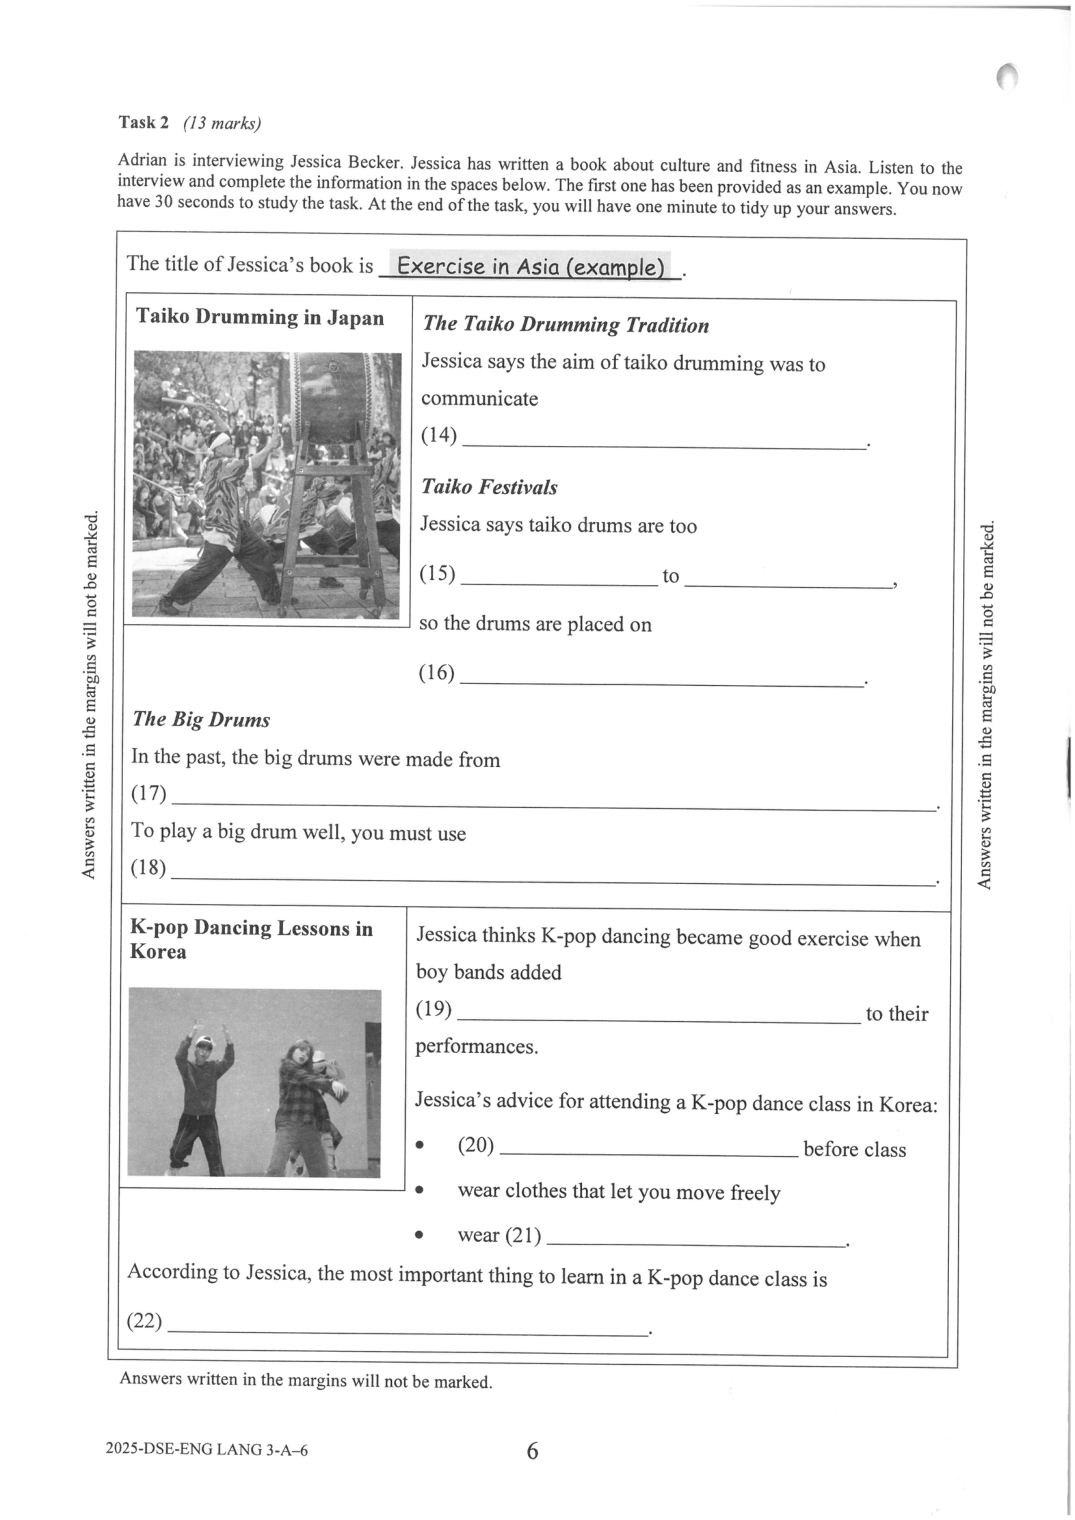 Task 2 (13 marks)
Adrian is interviewing Jessica Becker. Jessica has written a book about culture and fitness in Asia. Listen to the
interview and complete the information in the spaces below. The first one has been provided as an example. You now
have 30 seconds to study the task. At the end of the task, you will have one minute to tidy up your answers.
The title of Jessica's book is Exercise in Asia (example) .
Taiko Drumming in Japan
The Taiko Drumming Tradition
Jessica says the aim of taiko drumming was to
communicate
(14) ____________________ .
Taiko Festivals
Jessica says taiko drums are too
(15) __________ to __________ ,
so the drums are placed on
(16) ____________________ .
The Big Drums
In the past, the big drums were made from
(17) ____________________ .
To play a big drum well, you must use
(18) ____________________ .
K-pop Dancing Lessons in
Korea
Jessica thinks K-pop dancing became good exercise when
boy bands added
(19) ____________________ to their
performances.
Jessica's advice for attending a K-pop dance class in Korea:
• (20) ____________________ before class
• wear clothes that let you move freely
• wear (21) ____________________ .
According to Jessica, the most important thing to learn in a K-pop dance class is
(22) ____________________ .
Answers written in the margins will not be marked.
Answers written in the margins will not be marked.
Answers written in the margins will not be marked.
2025-DSE-ENG LANG 3-A–6
6